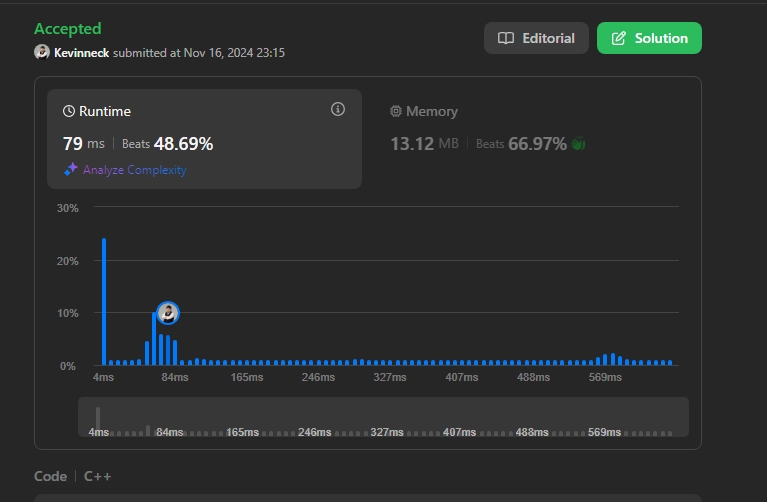 Accepted
Kevinneck submitted at Nov 16, 2024 23:15
Editorial
Solution
Runtime
79 ms | Beats 48.69%
Analyze Complexity
Memory
13.12 MB | Beats 66.97%
30%
20%
10%
0%
4ms 84ms 165ms 246ms 327ms 407ms 488ms 569ms
4ms 84ms 165ms 246ms 327ms 407ms 488ms 569ms
Code | C++